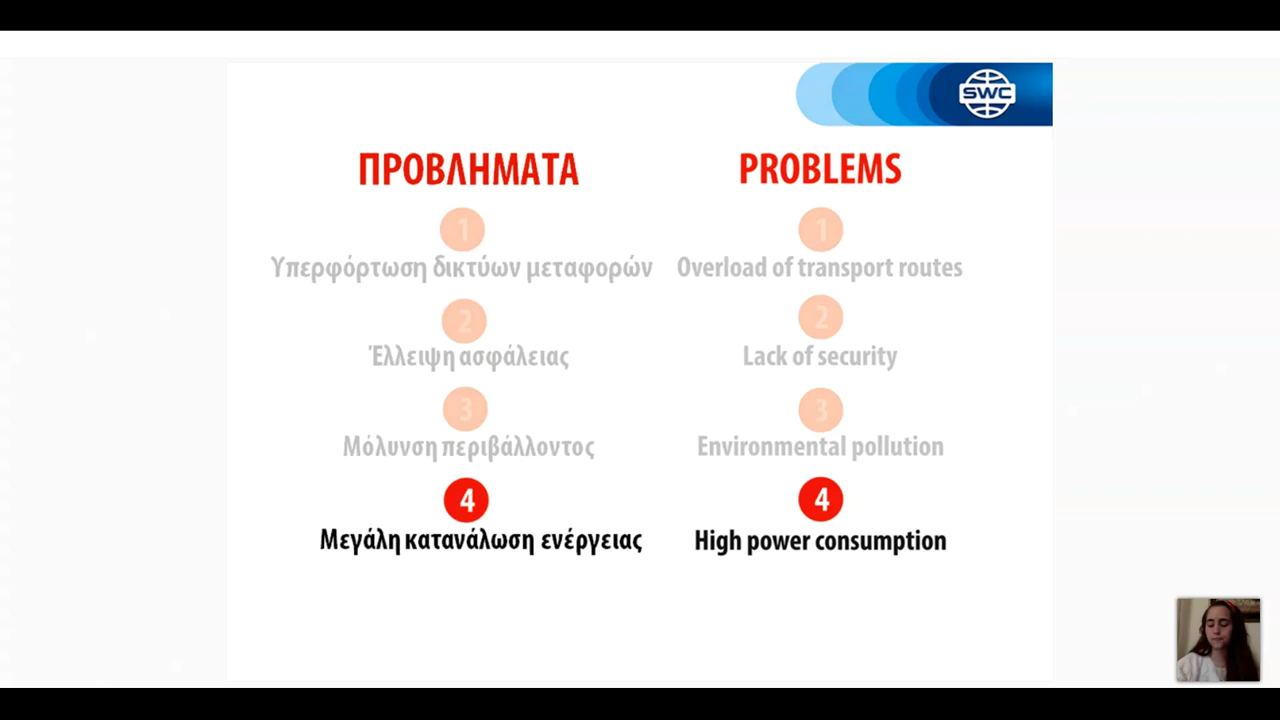 SWC
ΠΡΟΒΛΗΜΑΤΑ
1
Υπερφόρτωση δικτύων μεταφορών
2
Έλλειψη ασφάλειας
3
Μόλυνση περιβάλλοντος
4
Μεγάλη κατανάλωση ενέργειας
PROBLEMS
1
Overload of transport routes
2
Lack of security
3
Environmental pollution
4
High power consumption